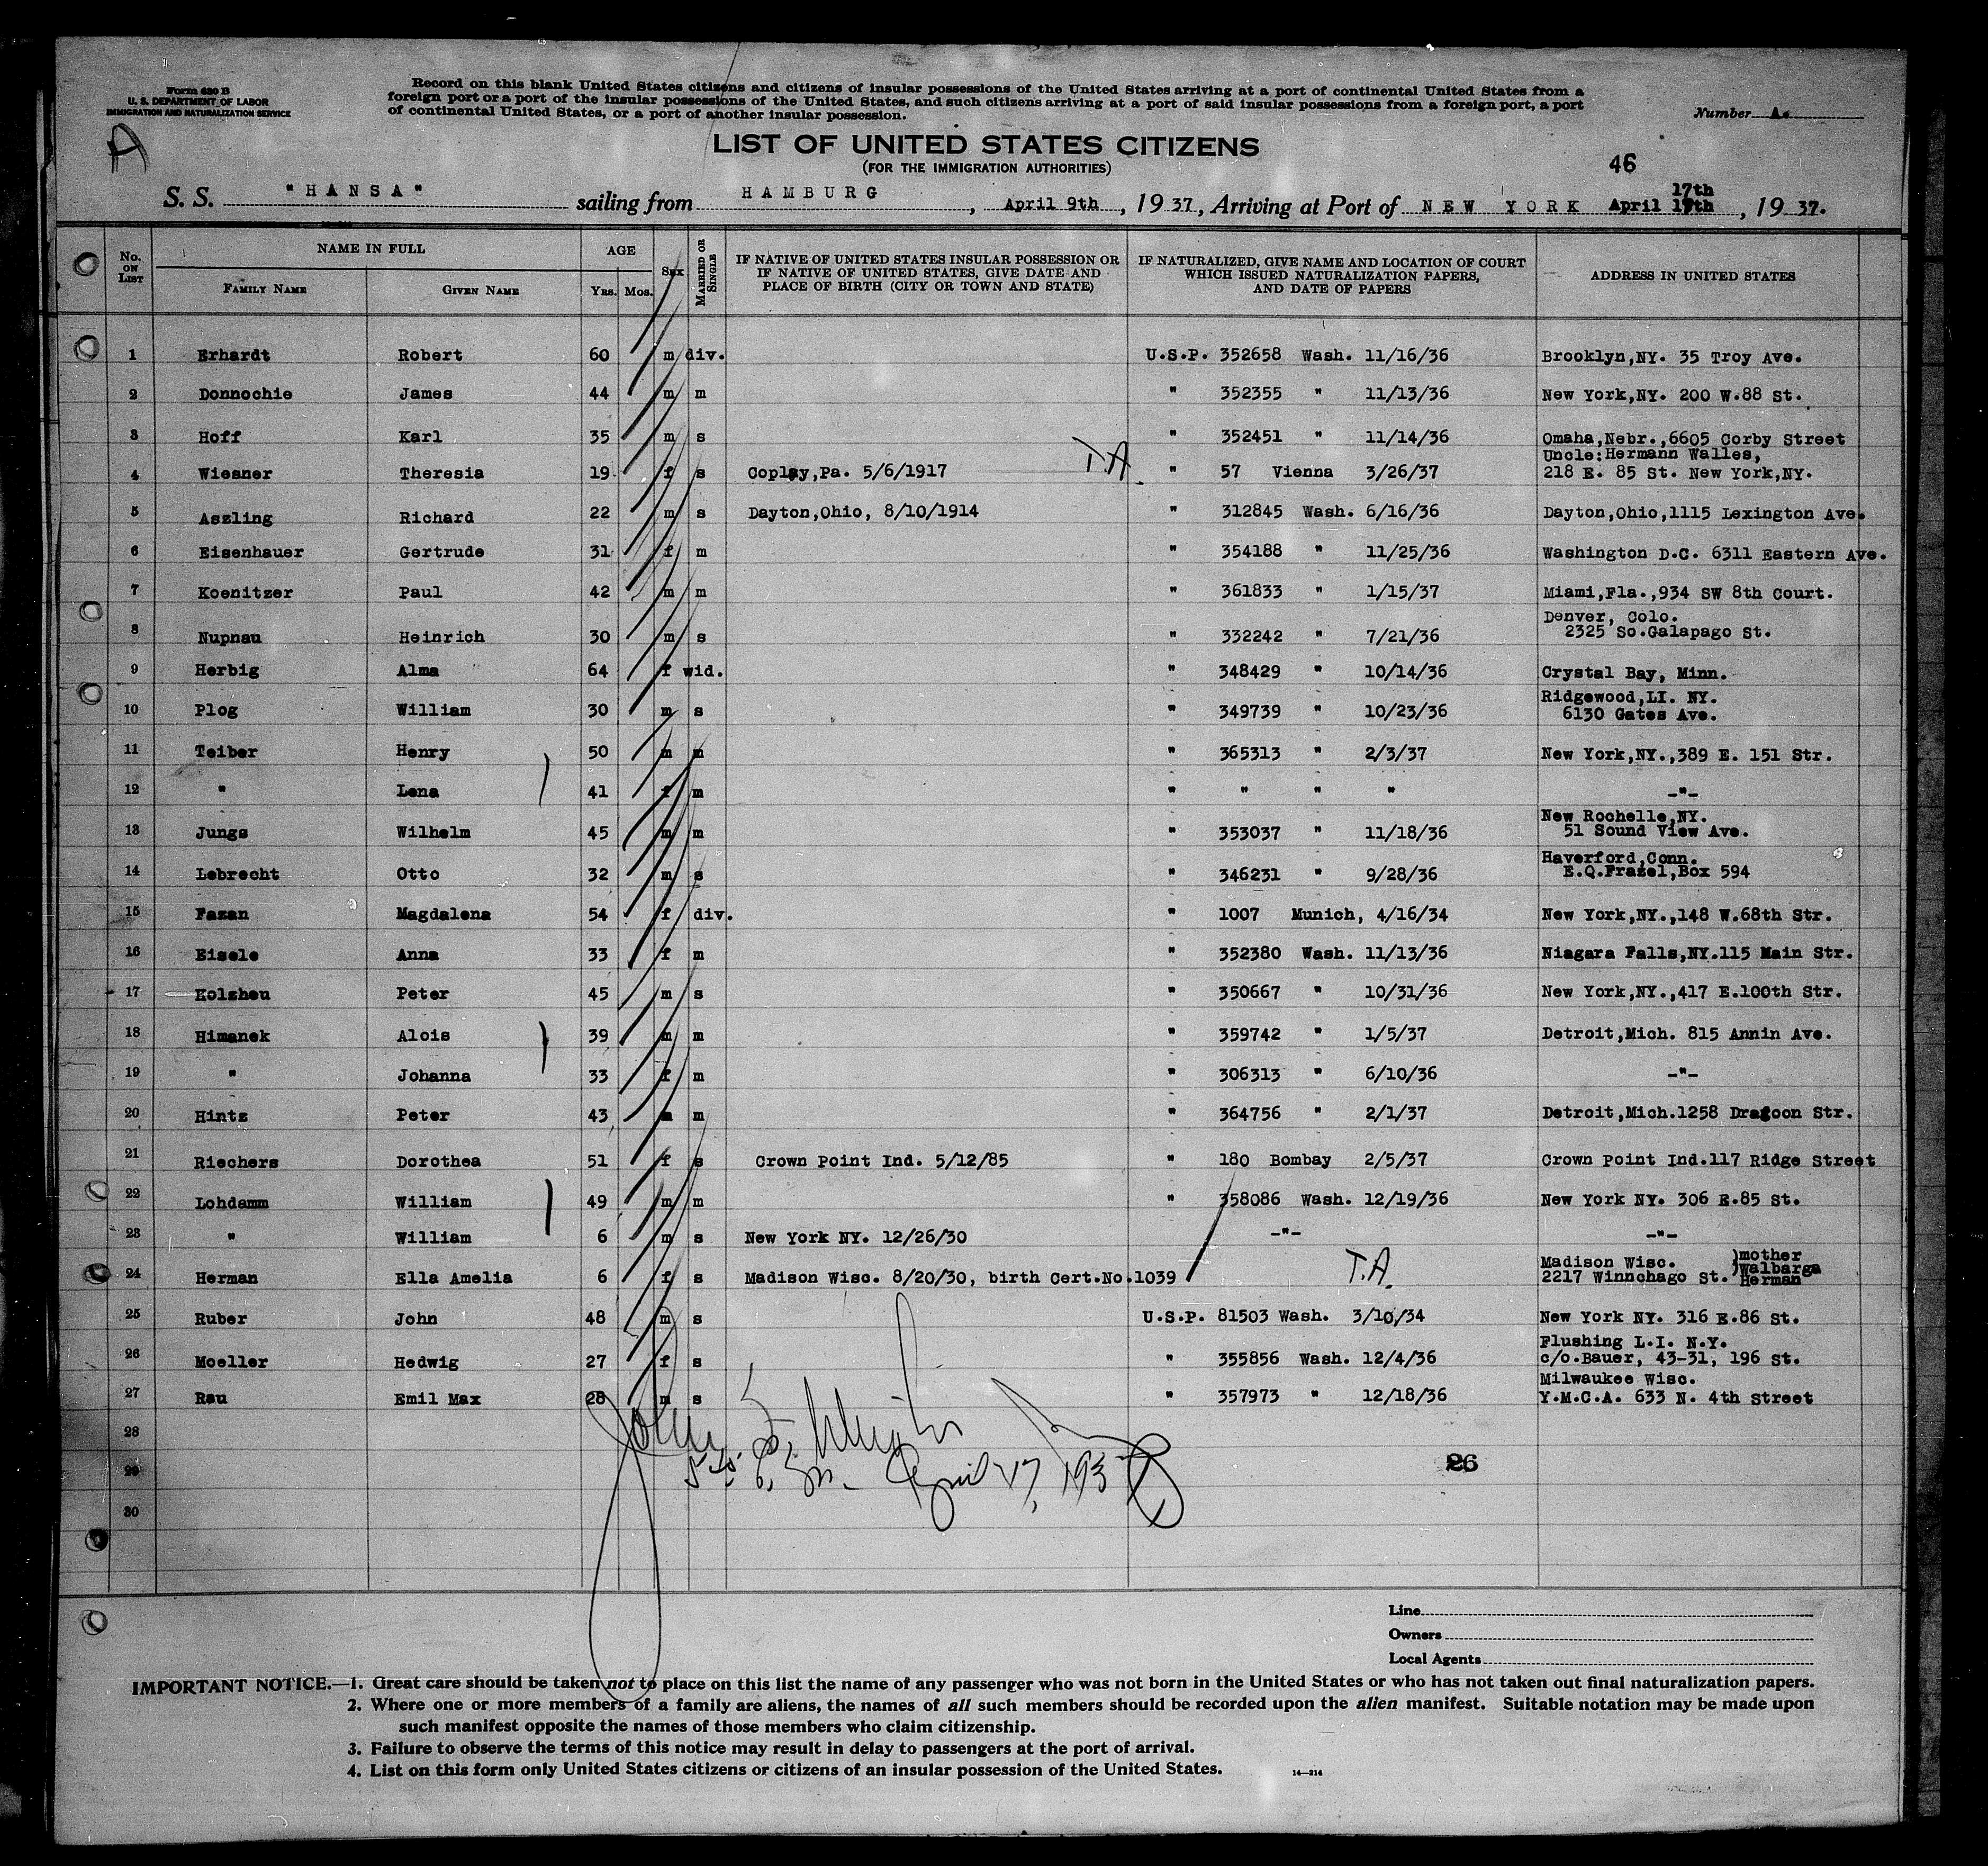 Form 630 B
U. S. DEPARTMENT OF LABOR
IMMIGRATION AND NATURALIZATION SERVICE
A
Record on this blank United States citizens and citizens of insular possessions of the United States arriving at a port of continental United States from a
foreign port or a port of the insular possessions of the United States, and such citizens arriving at a port of said insular possessions from a foreign port, a port
of continental United States, or a port of another insular possession.
Number A.
LIST OF UNITED STATES CITIZENS
(FOR THE IMMIGRATION AUTHORITIES)
46
S. S. "HANSA" sailing from HAMBURG, April 9th, 1937, Arriving at Port of NEW YORK April 17th, 1937.
17th
No. ON LIST NAME IN FULL AGE SEX MARRIED OR SINGLE IF NATIVE OF UNITED STATES INSULAR POSSESSION OR IF NATIVE OF UNITED STATES, GIVE DATE AND PLACE OF BIRTH (CITY OR TOWN AND STATE) IF NATURALIZED, GIVE NAME AND LOCATION OF COURT WHICH ISSUED NATURALIZATION PAPERS, AND DATE OF PAPERS ADDRESS IN UNITED STATES
FAMILY NAME GIVEN NAME YRS. MOS.
1 Erhardt Robert 60 m div. U.S.P. 352658 Wash. 11/16/36 Brooklyn,NY. 35 Troy Ave.
2 Donnochie James 44 m m " 352355 " 11/13/36 New York,NY. 200 W.88 St.
3 Hoff Karl 35 m s " 352451 " 11/14/36 Omaha,Nebr.,6605 Corby Street
Uncle:Hermann Walles,
4 Wiesner Theresia 19 f s Coplay,Pa. 5/6/1917 T.A. " 57 Vienna 3/26/37 218 E. 85 St. New York,NY.
5 Aszling Richard 22 m s Dayton,Ohio, 8/10/1914 " 312845 Wash. 6/16/36 Dayton,Ohio,1115 Lexington Ave.
6 Eisenhauer Gertrude 31 f m " 354188 " 11/25/36 Washington D.C. 6311 Eastern Ave.
7 Koenitzer Paul 42 m m " 361833 " 1/15/37 Miami,Fla.,934 SW 8th Court.
Denver, Colo.
8 Nupnau Heinrich 30 m s " 332242 " 7/21/36 2325 So.Galapago St.
9 Herbig Alma 64 f wid. " 348429 " 10/14/36 Crystal Bay, Minn.
Ridgewood,LI. NY.
10 Plog William 30 m s " 349739 " 10/23/36 6130 Gates Ave.
11 Teiber Henry 50 m m " 365313 " 2/3/37 New York,NY.,389 E. 151 Str.
12 " Lena 41 f m " " " " -"-
New Rochelle,NY.
13 Jungs Wilhelm 45 m m " 353037 " 11/18/36 51 Sound View Ave.
Haverford,Conn.
14 Lebrecht Otto 32 m s " 346231 " 9/28/36 E.Q.Frazel,Box 594
15 Fazan Magdalena 54 f div. " 1007 Munich, 4/16/34 New York,NY.,148 W.68th Str.
16 Eisele Anna 33 f m " 352380 Wash. 11/13/36 Niagara Falls,NY.115 Main Str.
17 Kolzheu Peter 45 m s " 350667 " 10/31/36 New York,NY.,417 E.100th Str.
18 Himanek Alois 39 m m " 359742 " 1/5/37 Detroit,Mich. 815 Annin Ave.
19 " Johanna 33 f m " 306313 " 6/10/36 -"-
20 Hintz Peter 43 m m " 364756 " 2/1/37 Detroit,Mich.1258 Dragoon Str.
21 Riechers Dorothea 51 f s Crown Point Ind. 5/12/85 " 180 Bombay 2/5/37 Crown Point Ind.117 Ridge Street
22 Lohdamm William 49 m m " 358086 Wash. 12/19/36 New York NY. 306 E.85 St.
23 " William 6 m s New York NY. 12/26/30 -"- -"-
24 Herman Ella Amelia 6 f s Madison Wisc. 8/20/30, birth Cert.No.1039 T.A. Madison Wisc. )mother
2217 Winnchago St. )Walbarga
Herman
25 Ruber John 48 m s U.S.P. 81503 Wash. 3/10/34 New York NY. 316 E.86 St.
Flushing L.I. N.Y.
26 Moeller Hedwig 27 f s " 355856 Wash. 12/4/36 c/o.Bauer, 43-31, 196 St.
Milwaukee Wisc.
27 Rau Emil Max 28 m s " 357973 " 12/18/36 Y.M.C.A. 633 N. 4th Street
28
29 26
April 17, 1937
30
Line
Owners
Local Agents
IMPORTANT NOTICE.—1. Great care should be taken not to place on this list the name of any passenger who was not born in the United States or who has not taken out final naturalization papers.
2. Where one or more members of a family are aliens, the names of all such members should be recorded upon the alien manifest. Suitable notation may be made upon
such manifest opposite the names of those members who claim citizenship.
3. Failure to observe the terms of this notice may result in delay to passengers at the port of arrival.
4. List on this form only United States citizens or citizens of an insular possession of the United States.
14—214